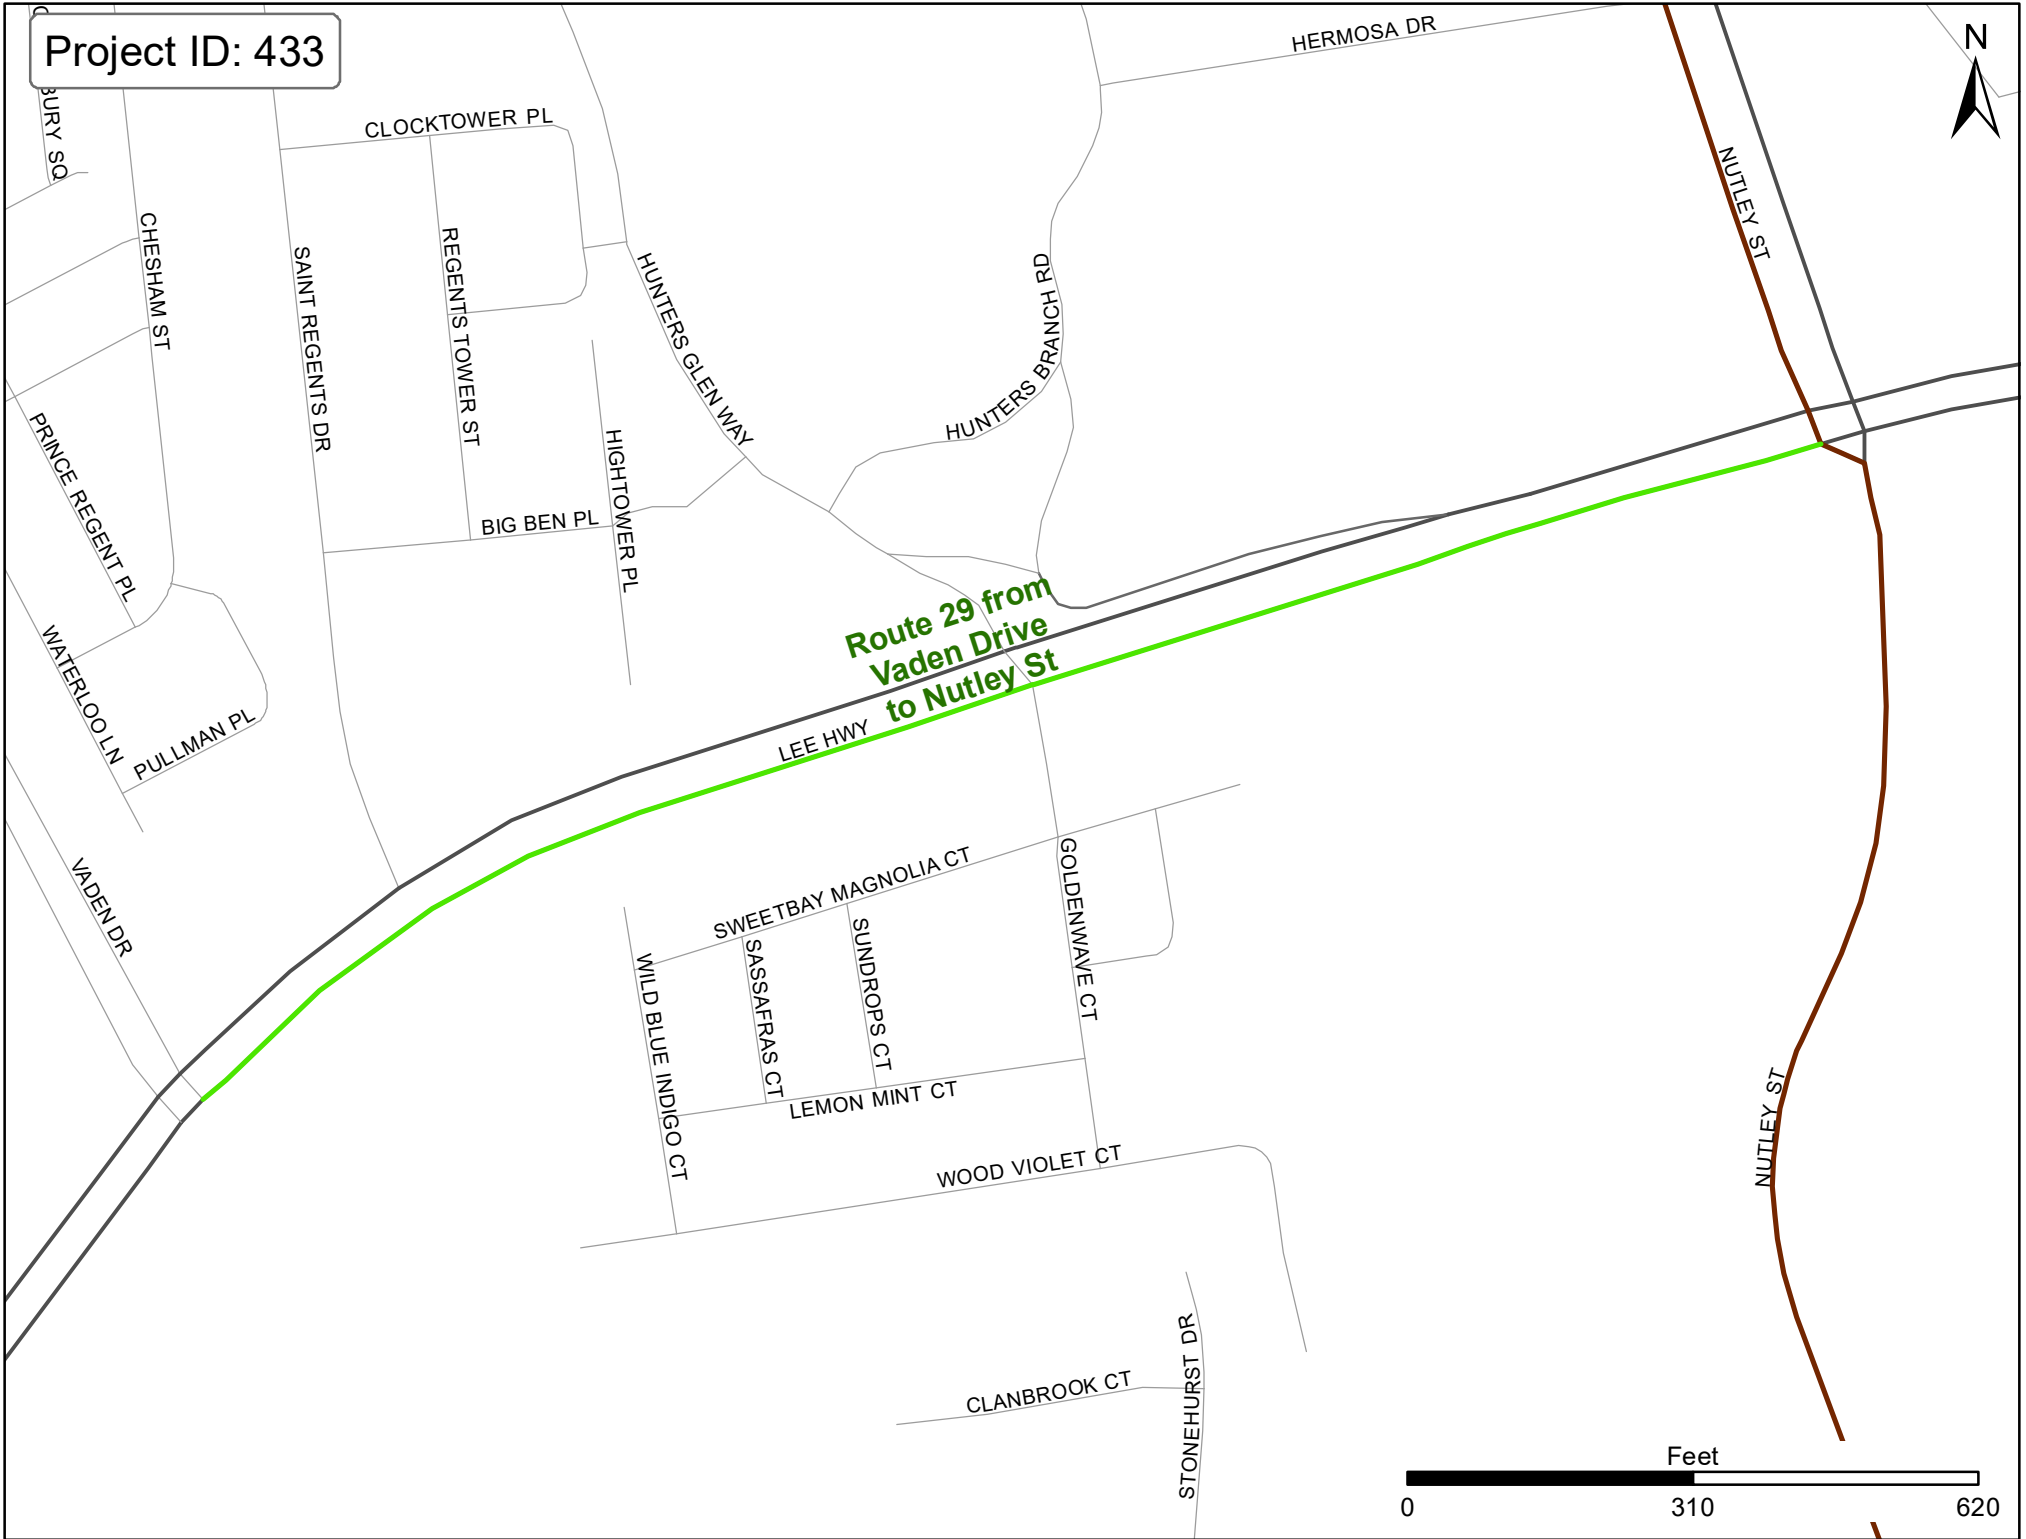 Project ID: 433
N
HERMOSA DR
CLOCKTOWER PL
BURY SQ
NUTLEY ST
CHESHAM ST
REGENTS TOWER ST
SAINT REGENTS DR
HUNTERS GLEN WAY
HUNTERS BRANCH RD
PRINCE REGENT PL
HIGHTOWER PL
BIG BEN PL
Route 29 from
Vaden Drive
to Nutley St
WATERLOO LN
PULLMAN PL
LEE HWY
VADEN DR
SWEETBAY MAGNOLIA CT
GOLDENWAVE CT
SUNDROPS CT
SASSAFRAS CT
WILD BLUE INDIGO CT
LEMON MINT CT
NUTLEY ST
WOOD VIOLET CT
STONEHURST DR
CLANBROOK CT
Feet
0 310 620